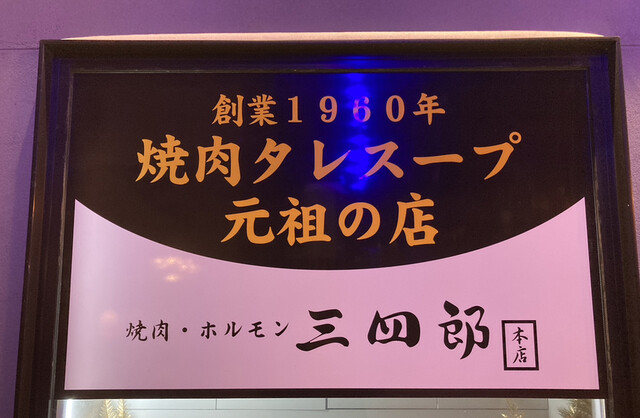 創業1960年
焼肉タレスープ
元祖の店
焼肉・ホルモン 三四郎 本店